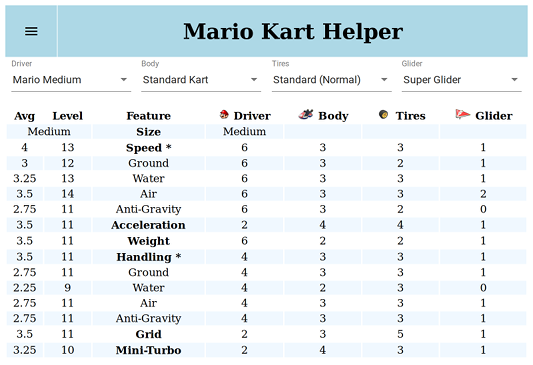 Mario Kart Helper
Driver Body Tires Glider
Mario Medium Standard Kart Standard (Normal) Super Glider
Avg Level Feature Driver Body Tires Glider
Medium Size Medium
4 13 Speed * 6 3 3 1
3 12 Ground 6 3 2 1
3.25 13 Water 6 3 3 1
3.5 14 Air 6 3 3 2
2.75 11 Anti-Gravity 6 3 2 0
3.5 11 Acceleration 2 4 4 1
3.5 11 Weight 6 2 2 1
3.5 11 Handling * 4 3 3 1
2.75 11 Ground 4 3 3 1
2.25 9 Water 4 2 3 0
2.75 11 Air 4 3 3 1
2.75 11 Anti-Gravity 4 3 3 1
3.5 11 Grid 2 3 5 1
3.25 10 Mini-Turbo 2 4 3 1